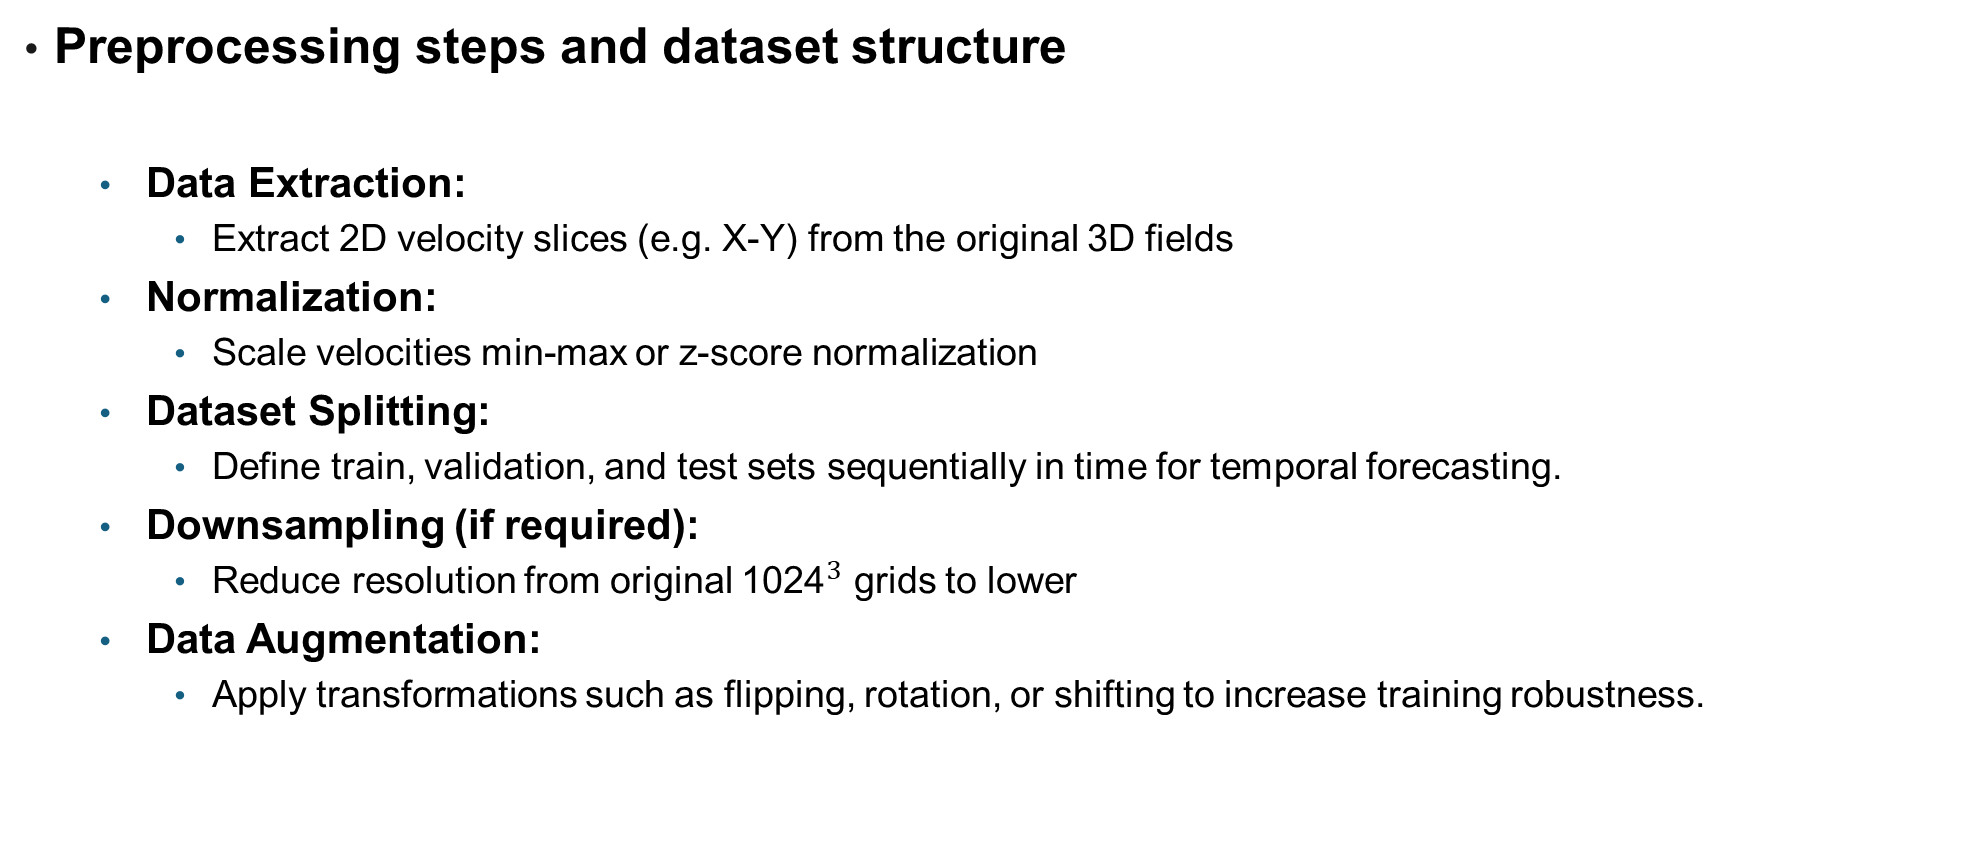 • Preprocessing steps and dataset structure
• Data Extraction:
• Extract 2D velocity slices (e.g. X-Y) from the original 3D fields
• Normalization:
• Scale velocities min-max or z-score normalization
• Dataset Splitting:
• Define train, validation, and test sets sequentially in time for temporal forecasting.
• Downsampling (if required):
• Reduce resolution from original 1024³ grids to lower
• Data Augmentation:
• Apply transformations such as flipping, rotation, or shifting to increase training robustness.